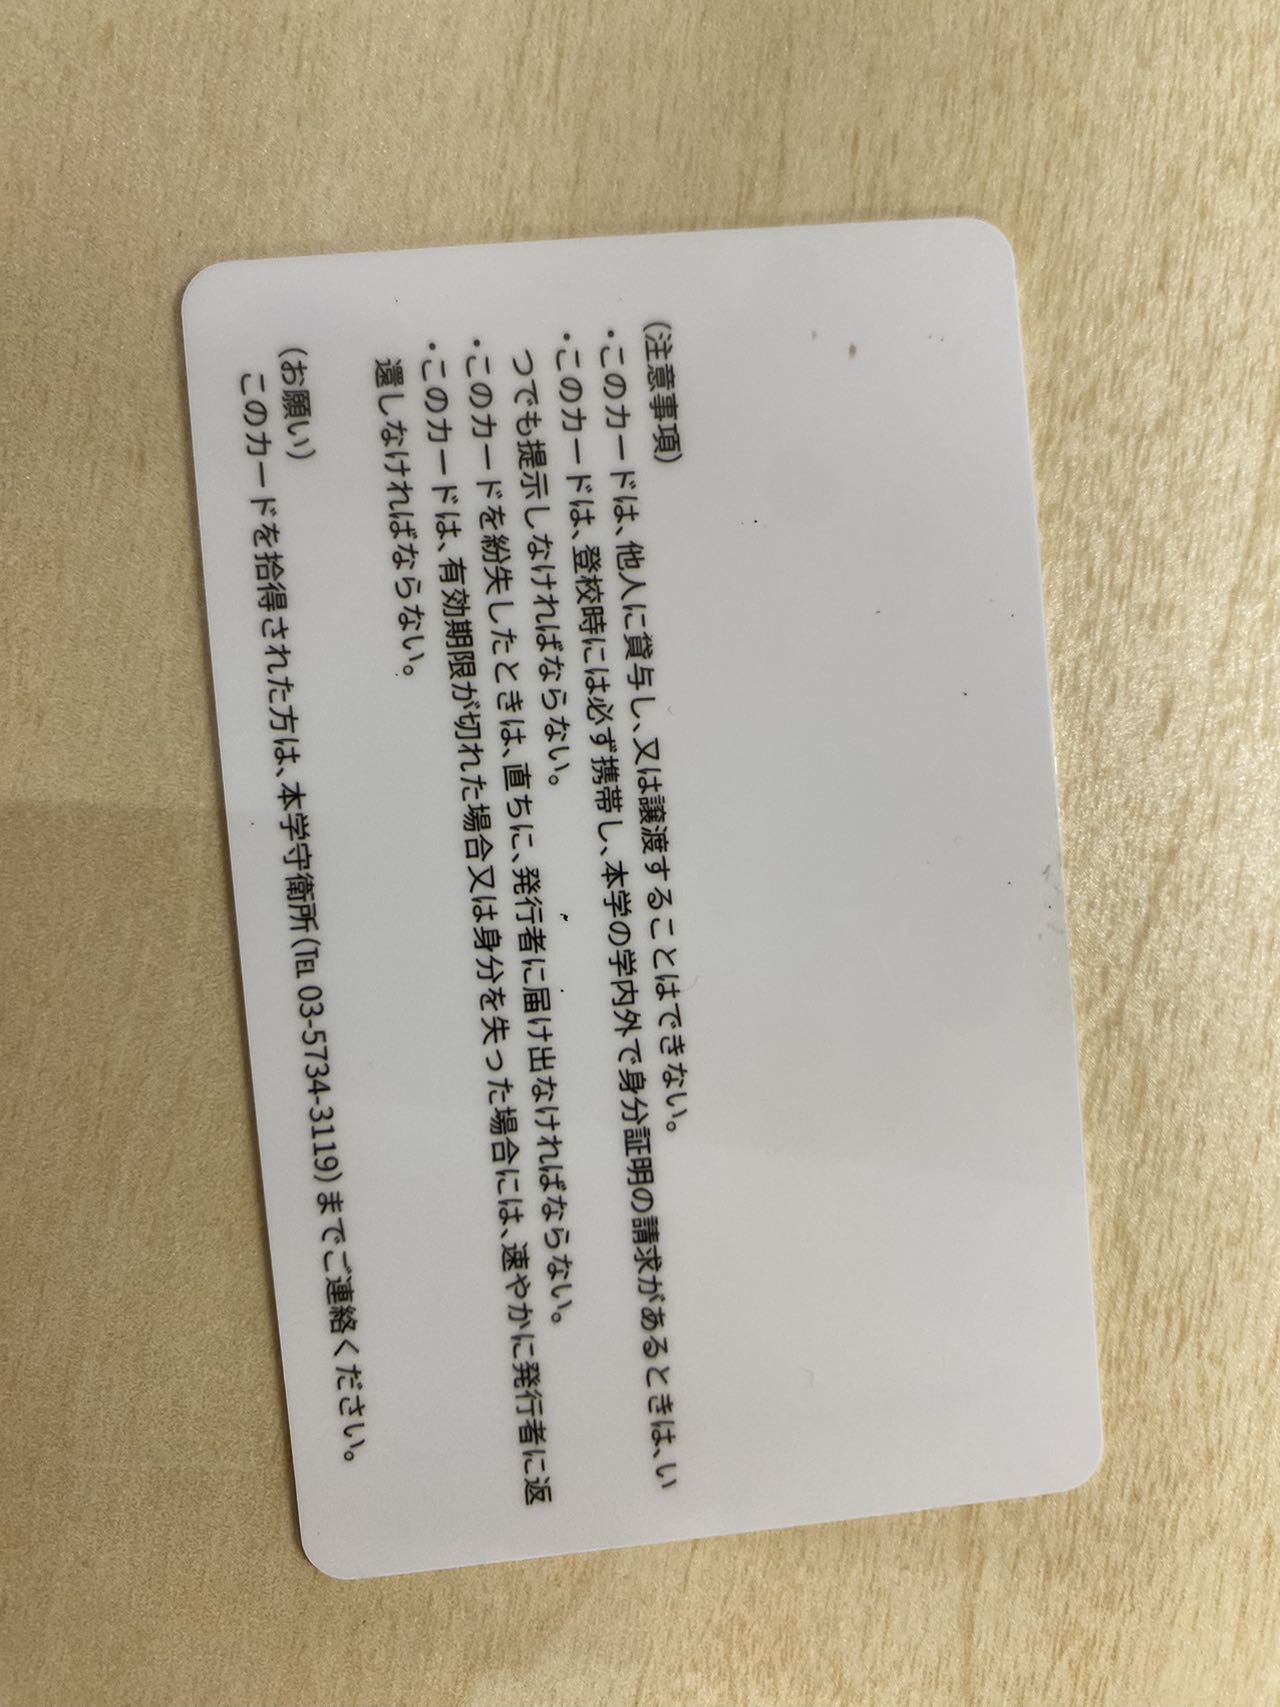 (注意事項)
・このカードは、他人に貸与し、又は譲渡することはできない。
・このカードは、登校時には必ず携帯し、本学の学内外で身分証明の請求があるときは、い
つでも提示しなければならない。
・このカードを紛失したときは、直ちに、発行者に届け出なければならない。
・このカードは、有効期限が切れた場合又は身分を失った場合には、速やかに発行者に返
還しなければならない。
(お願い)
このカードを拾得された方は、本学守衛所(℡ 03-5734-3119)までご連絡ください。